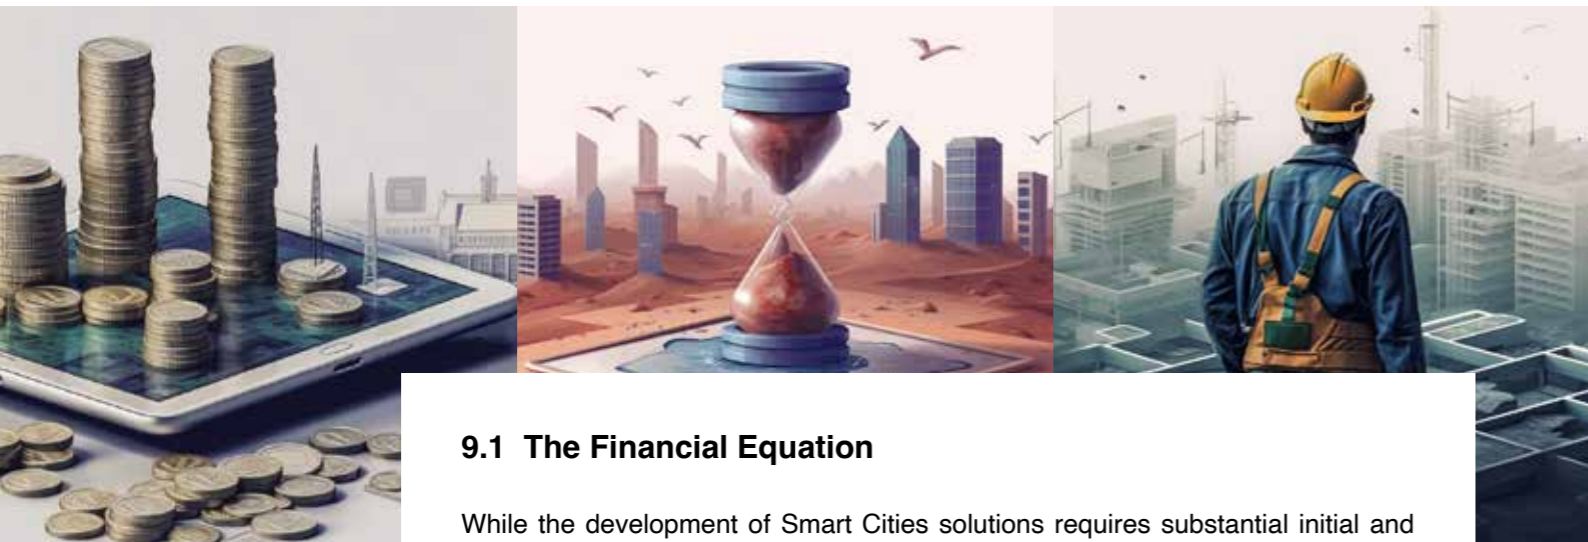 9.1 The Financial Equation
While the development of Smart Cities solutions requires substantial initial and